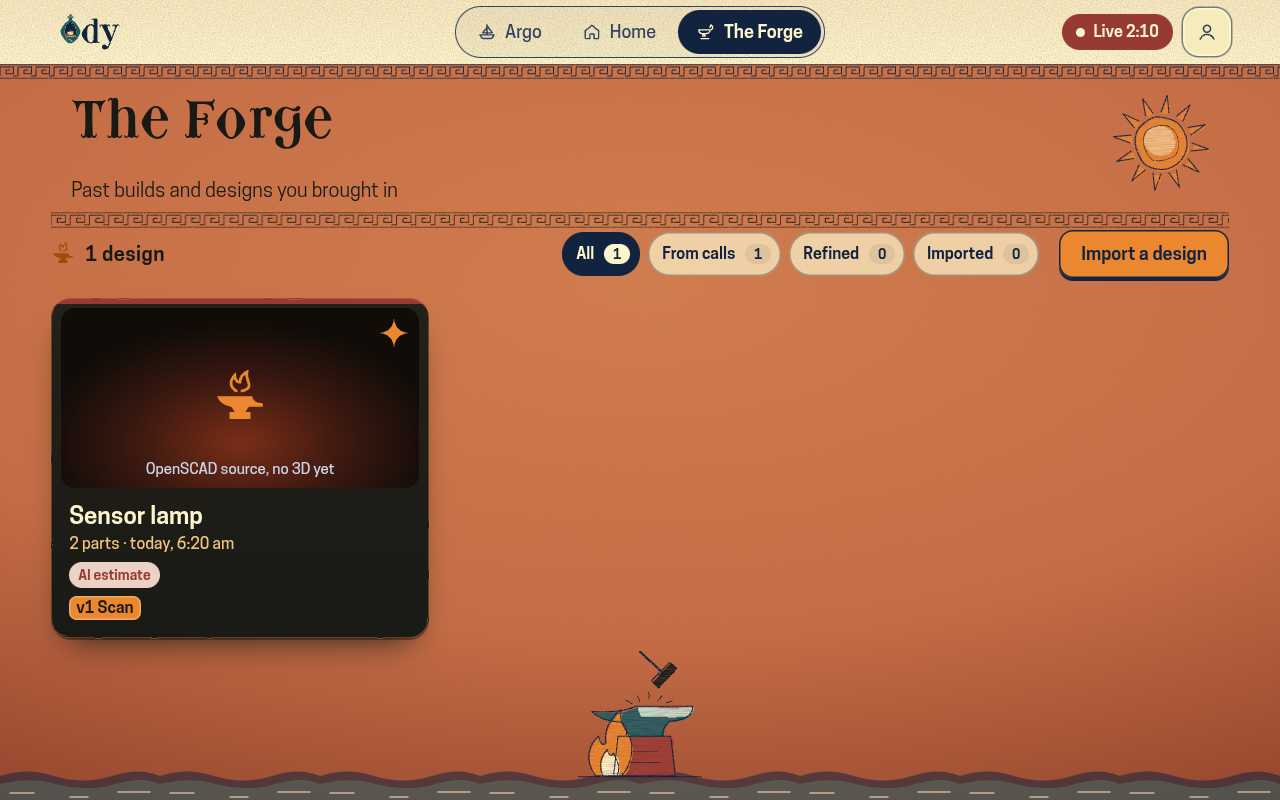 Ody
Argo
Home
The Forge
Live 2:10
The Forge
Past builds and designs you brought in
1 design
All 1
From calls 1
Refined 0
Imported 0
Import a design
OpenSCAD source, no 3D yet
Sensor lamp
2 parts · today, 6:20 am
AI estimate
v1 Scan